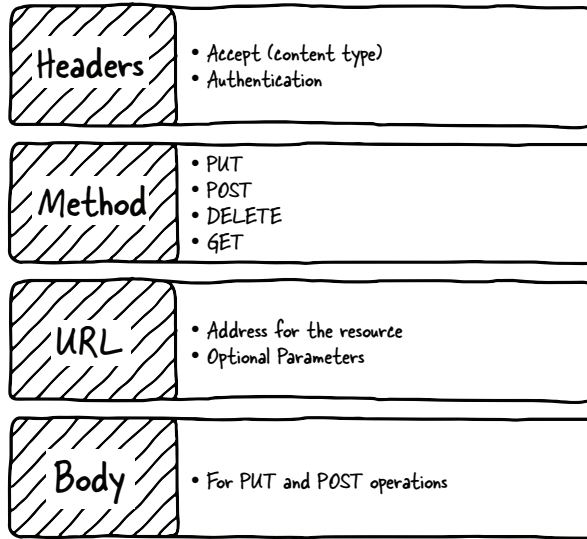 Headers
• Accept (content type)
• Authentication
Method
• PUT
• POST
• DELETE
• GET
URL
• Address for the resource
• Optional Parameters
Body
• For PUT and POST operations